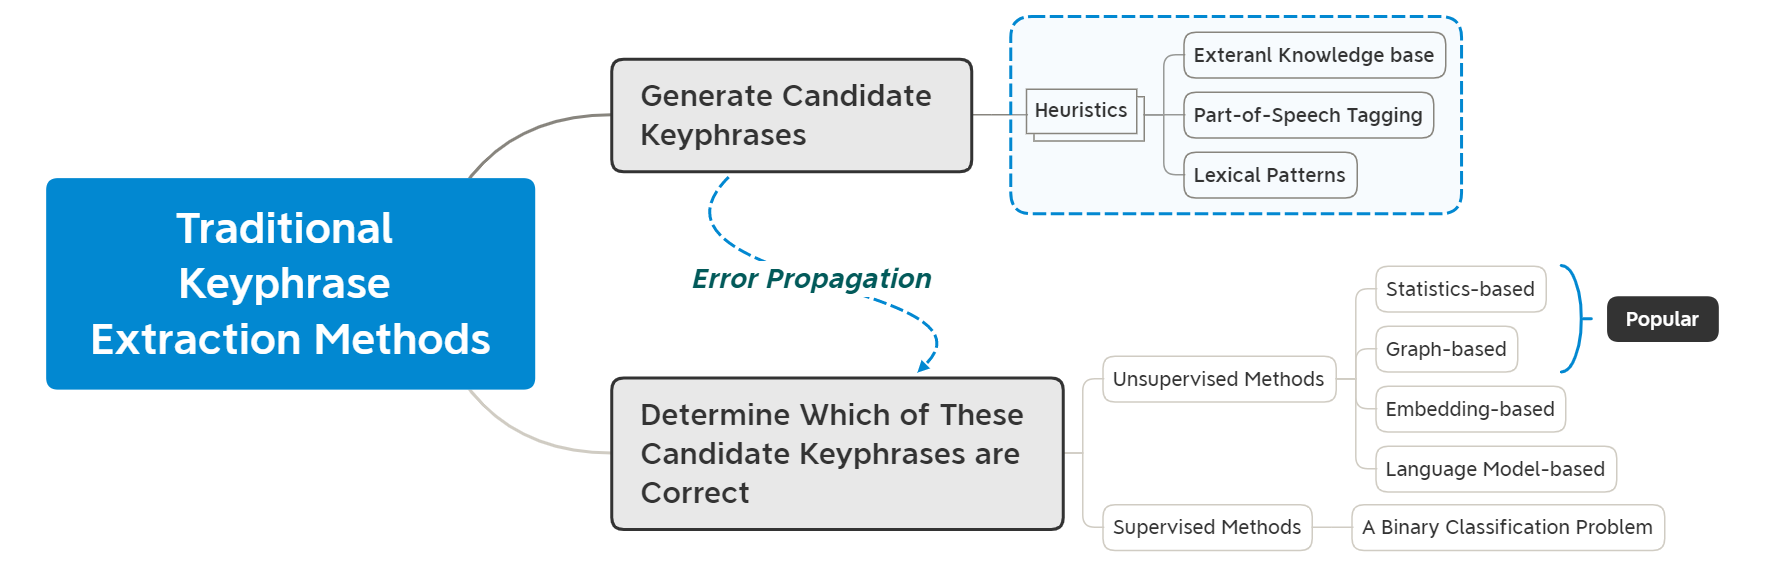 Traditional
Keyphrase
Extraction Methods
Generate Candidate
Keyphrases
Heuristics
Exteranl Knowledge base
Part-of-Speech Tagging
Lexical Patterns
Error Propagation
Determine Which of These
Candidate Keyphrases are
Correct
Unsupervised Methods
Statistics-based
Graph-based
Embedding-based
Language Model-based
Popular
Supervised Methods
A Binary Classification Problem